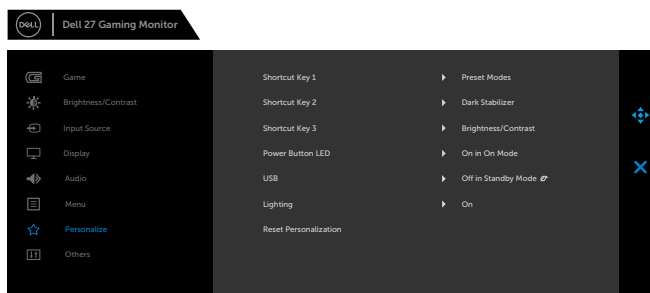 DELL Dell 27 Gaming Monitor
Game
Shortcut Key 1 Preset Modes
Brightness/Contrast Shortcut Key 2 Dark Stabilizer
Input Source Shortcut Key 3 Brightness/Contrast
Display Power Button LED On in On Mode
Audio USB Off in Standby Mode
Menu Lighting On
Personalize Reset Personalization
Others